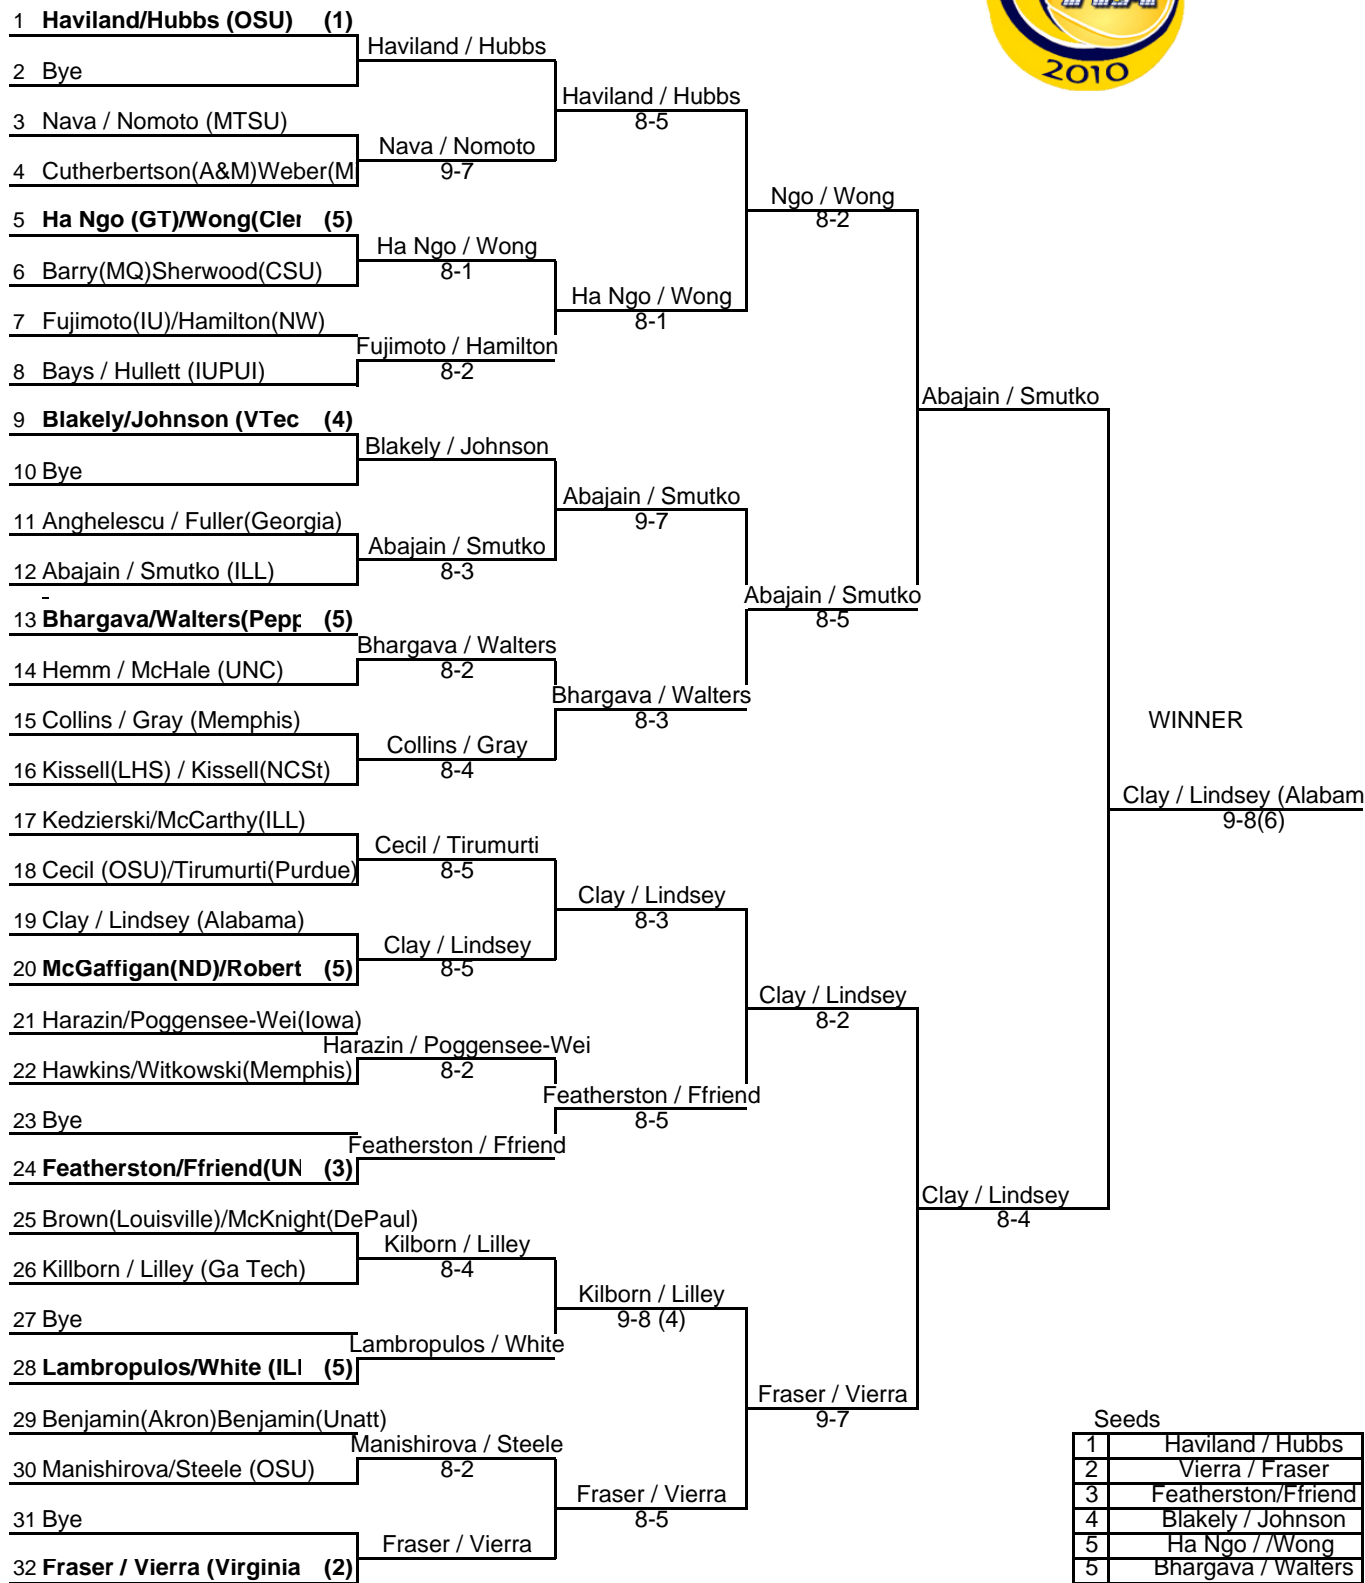 2010
1 Haviland/Hubbs (OSU) (1)
Haviland / Hubbs
2 Bye
Haviland / Hubbs
8-5
3 Nava / Nomoto (MTSU)
Nava / Nomoto
9-7
4 Cutherbertson(A&M)Weber(M
Ngo / Wong
8-2
5 Ha Ngo (GT)/Wong(Cler (5)
Ha Ngo / Wong
8-1
6 Barry(MQ)Sherwood(CSU)
Ha Ngo / Wong
8-1
7 Fujimoto(IU)/Hamilton(NW)
Fujimoto / Hamilton
8-2
8 Bays / Hullett (IUPUI)
Abajain / Smutko
9 Blakely/Johnson (VTec (4)
Blakely / Johnson
10 Bye
Abajain / Smutko
9-7
11 Anghelescu / Fuller(Georgia)
Abajain / Smutko
8-3
12 Abajain / Smutko (ILL)
Abajain / Smutko
8-5
13 Bhargava/Walters(Pepp (5)
Bhargava / Walters
8-2
14 Hemm / McHale (UNC)
Bhargava / Walters
8-3
15 Collins / Gray (Memphis)
Collins / Gray
8-4
16 Kissell(LHS) / Kissell(NCSt)
WINNER
Clay / Lindsey (Alabam
9-8(6)
17 Kedzierski/McCarthy(ILL)
Cecil / Tirumurti
8-5
18 Cecil (OSU)/Tirumurti(Purdue)
Clay / Lindsey
8-3
19 Clay / Lindsey (Alabama)
Clay / Lindsey
8-5
20 McGaffigan(ND)/Robert (5)
Clay / Lindsey
8-2
21 Harazin/Poggensee-Wei(Iowa)
Harazin / Poggensee-Wei
8-2
22 Hawkins/Witkowski(Memphis)
Featherston / Ffriend
8-5
23 Bye
Featherston / Ffriend
24 Featherston/Ffriend(UN (3)
Clay / Lindsey
8-4
25 Brown(Louisville)/McKnight(DePaul)
Kilborn / Lilley
8-4
26 Killborn / Lilley (Ga Tech)
Kilborn / Lilley
9-8 (4)
27 Bye
Lambropulos / White
28 Lambropulos/White (ILI (5)
Fraser / Vierra
9-7
29 Benjamin(Akron)Benjamin(Unatt)
Manishirova / Steele
8-2
30 Manishirova/Steele (OSU)
Fraser / Vierra
8-5
31 Bye
Fraser / Vierra
32 Fraser / Vierra (Virginia (2)
Seeds
1 Haviland / Hubbs
2 Vierra / Fraser
3 Featherston/Ffriend
4 Blakely / Johnson
5 Ha Ngo / /Wong
5 Bhargava / Walters